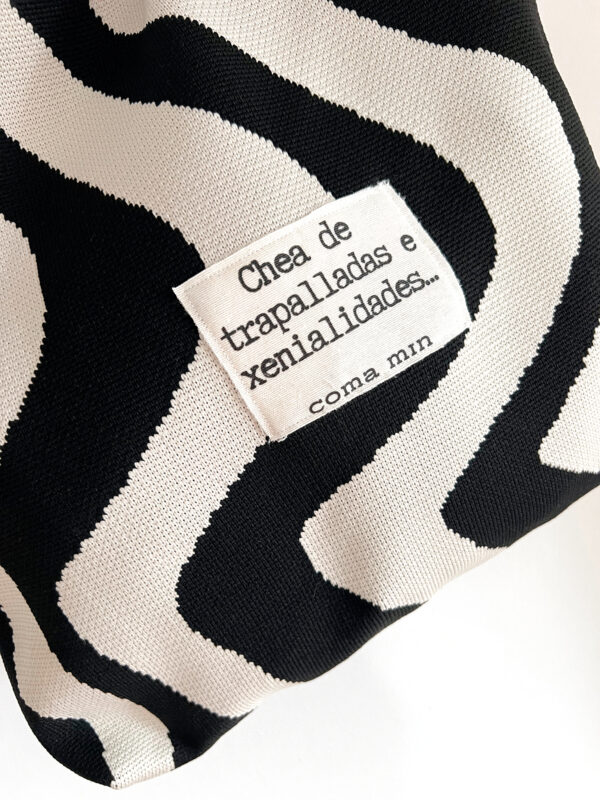 Chea de
trapalladas e
xenialidades...
coma min